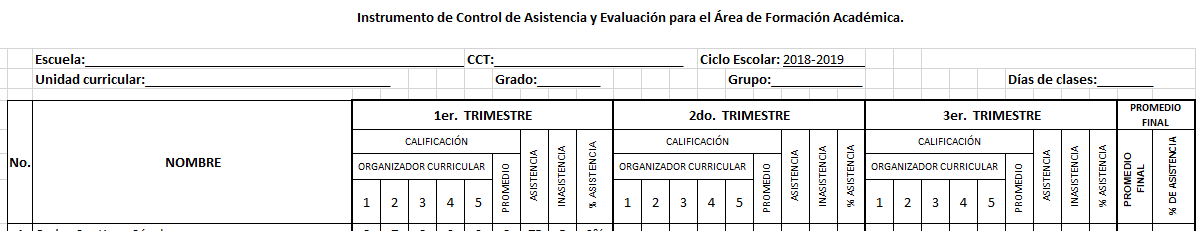 Instrumento de Control de Asistencia y Evaluación para el Área de Formación Académica.
Escuela: CCT: Ciclo Escolar: 2018-2019
Unidad curricular: Grado: Grupo: Días de clases:
No. NOMBRE 1er. TRIMESTRE 2do. TRIMESTRE 3er. TRIMESTRE PROMEDIO FINAL
CALIFICACIÓN ASISTENCIA INASISTENCIA % ASISTENCIA CALIFICACIÓN ASISTENCIA INASISTENCIA % ASISTENCIA CALIFICACIÓN ASISTENCIA INASISTENCIA % ASISTENCIA PROMEDIO FINAL % DE ASISTENCIA
ORGANIZADOR CURRICULAR PROMEDIO ORGANIZADOR CURRICULAR PROMEDIO ORGANIZADOR CURRICULAR PROMEDIO
1 2 3 4 5 1 2 3 4 5 1 2 3 4 5